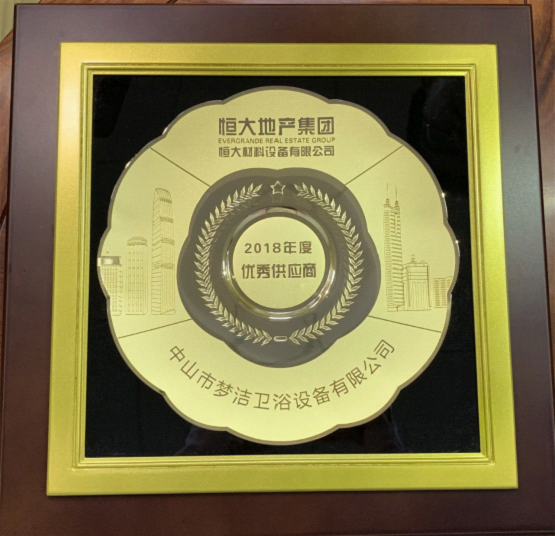 恒大地产集团
EVERGRANDE REAL ESTATE GROUP
恒大材料设备有限公司
2018年度
优秀供应商
中山市梦洁卫浴设备有限公司